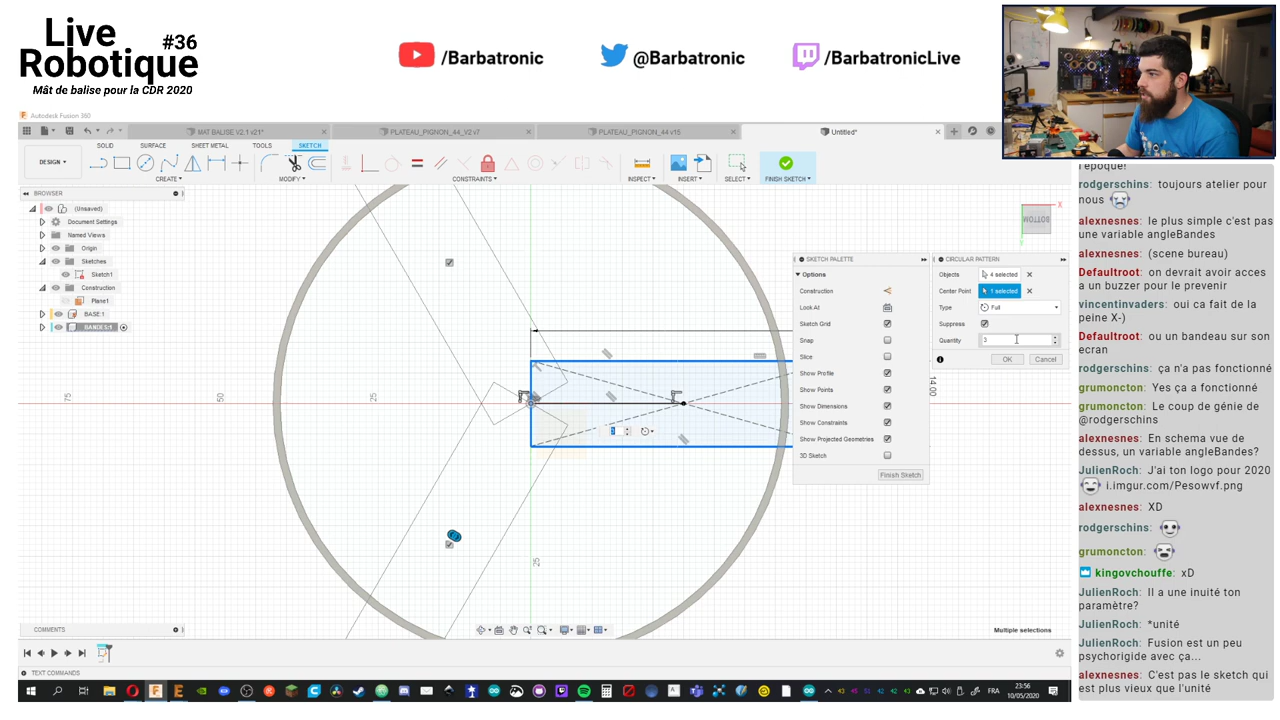 Live
Robotique #36
Mât de balise pour la CDR 2020
/Barbatronic
@Barbatronic
/BarbatronicLive
Autodesk Fusion 360
MAT BALISE V2.1 v21*
PLATEAU_PIGNON_44_V2 v7
PLATEAU_PIGNON_44 v15
Untitled*
DESIGN
SOLID
SURFACE
SHEET METAL
TOOLS
SKETCH
CREATE
MODIFY
CONSTRAINTS
INSPECT
INSERT
SELECT
FINISH SKETCH
BROWSER
(Unsaved)
Document Settings
Named Views
Origin
Sketches
Sketch1
Construction
Plane1
BASE:1
BANDES:1
BOTTOM
X
Y
75
50
25
25
14.00
SKETCH PALETTE
Options
Construction
Look At
Sketch Grid
Snap
Slice
Show Profile
Show Points
Show Dimensions
Show Constraints
Show Projected Geometries
3D Sketch
Finish Sketch
CIRCULAR PATTERN
Objects 4 selected
Center Point 1 selected
Type Full
Suppress
Quantity 3
OK Cancel
Multiple selections
COMMENTS
TEXT COMMANDS
FRA
23:56
10/05/2020
l'époque!
rodgerschins: toujours atelier pour
nous
alexnesnes: le plus simple c'est pas
une variable angleBandes
alexnesnes: (scene bureau)
Defaultroot: on devrait avoir acces
a un buzzer pour le prevenir
vincentinvaders: oui ca fait de la
peine X-)
Defaultroot: ou un bandeau sur son
ecran
rodgerschins: ça n'a pas fonctionné
grumoncton: Yes ça a fonctionné
grumoncton: Le coup de génie de
@rodgerschins
alexnesnes: En schema vue de
dessus, un variable angleBandes?
JulienRoch: J'ai ton logo pour 2020
i.imgur.com/Pesowvf.png
alexnesnes: XD
rodgerschins:
grumoncton:
kingovchouffe: xD
JulienRoch: Il a une inuité ton
paramètre?
JulienRoch: *unité
JulienRoch: Fusion est un peu
psychorigide avec ça...
alexnesnes: C'est pas le sketch qui
est plus vieux que l'unité